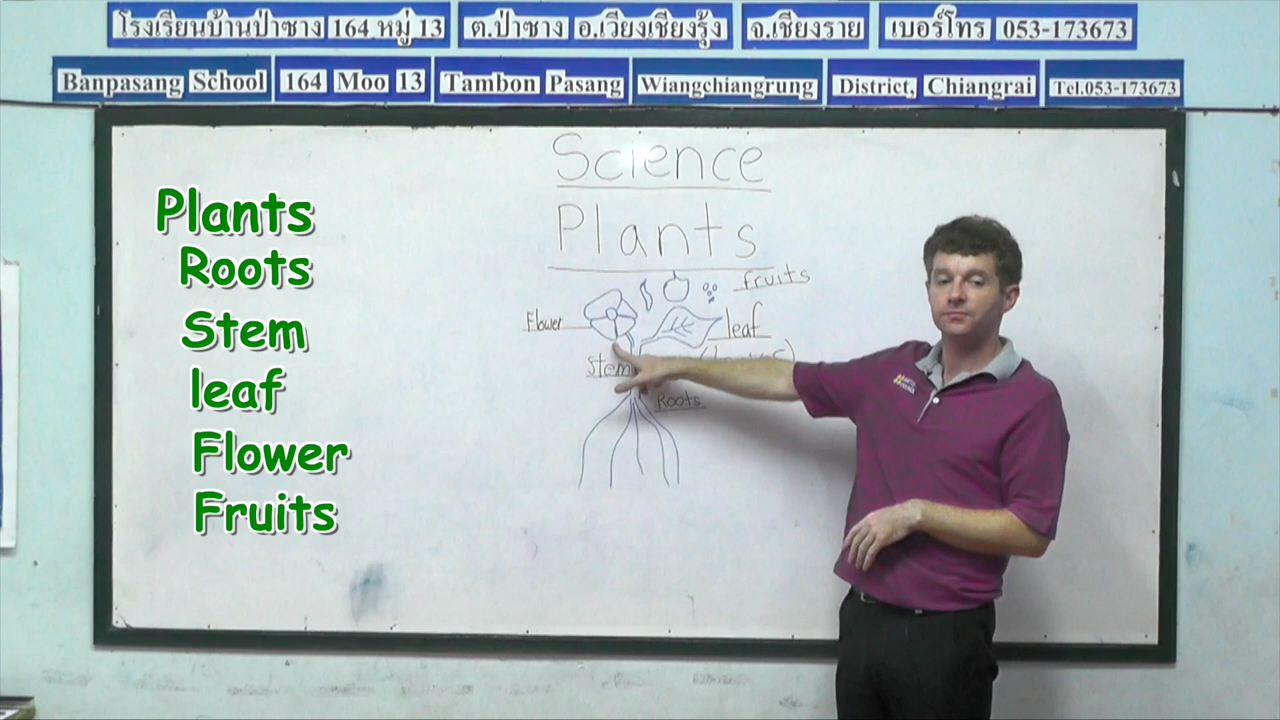 โรงเรียนบ้านป่าซาง 164 หมู่ 13 ต.ป่าซาง อ.เวียงเชียงรุ้ง จ.เชียงราย เบอร์โทร 053-173673
Banpasang School 164 Moo 13 Tambon Pasang Wiangchiangrung District, Chiangrai Tel.053-173673
Science
Plants
fruits
Flower
leaf
Stem
Roots
Plants
Roots
Stem
leaf
Flower
Fruits